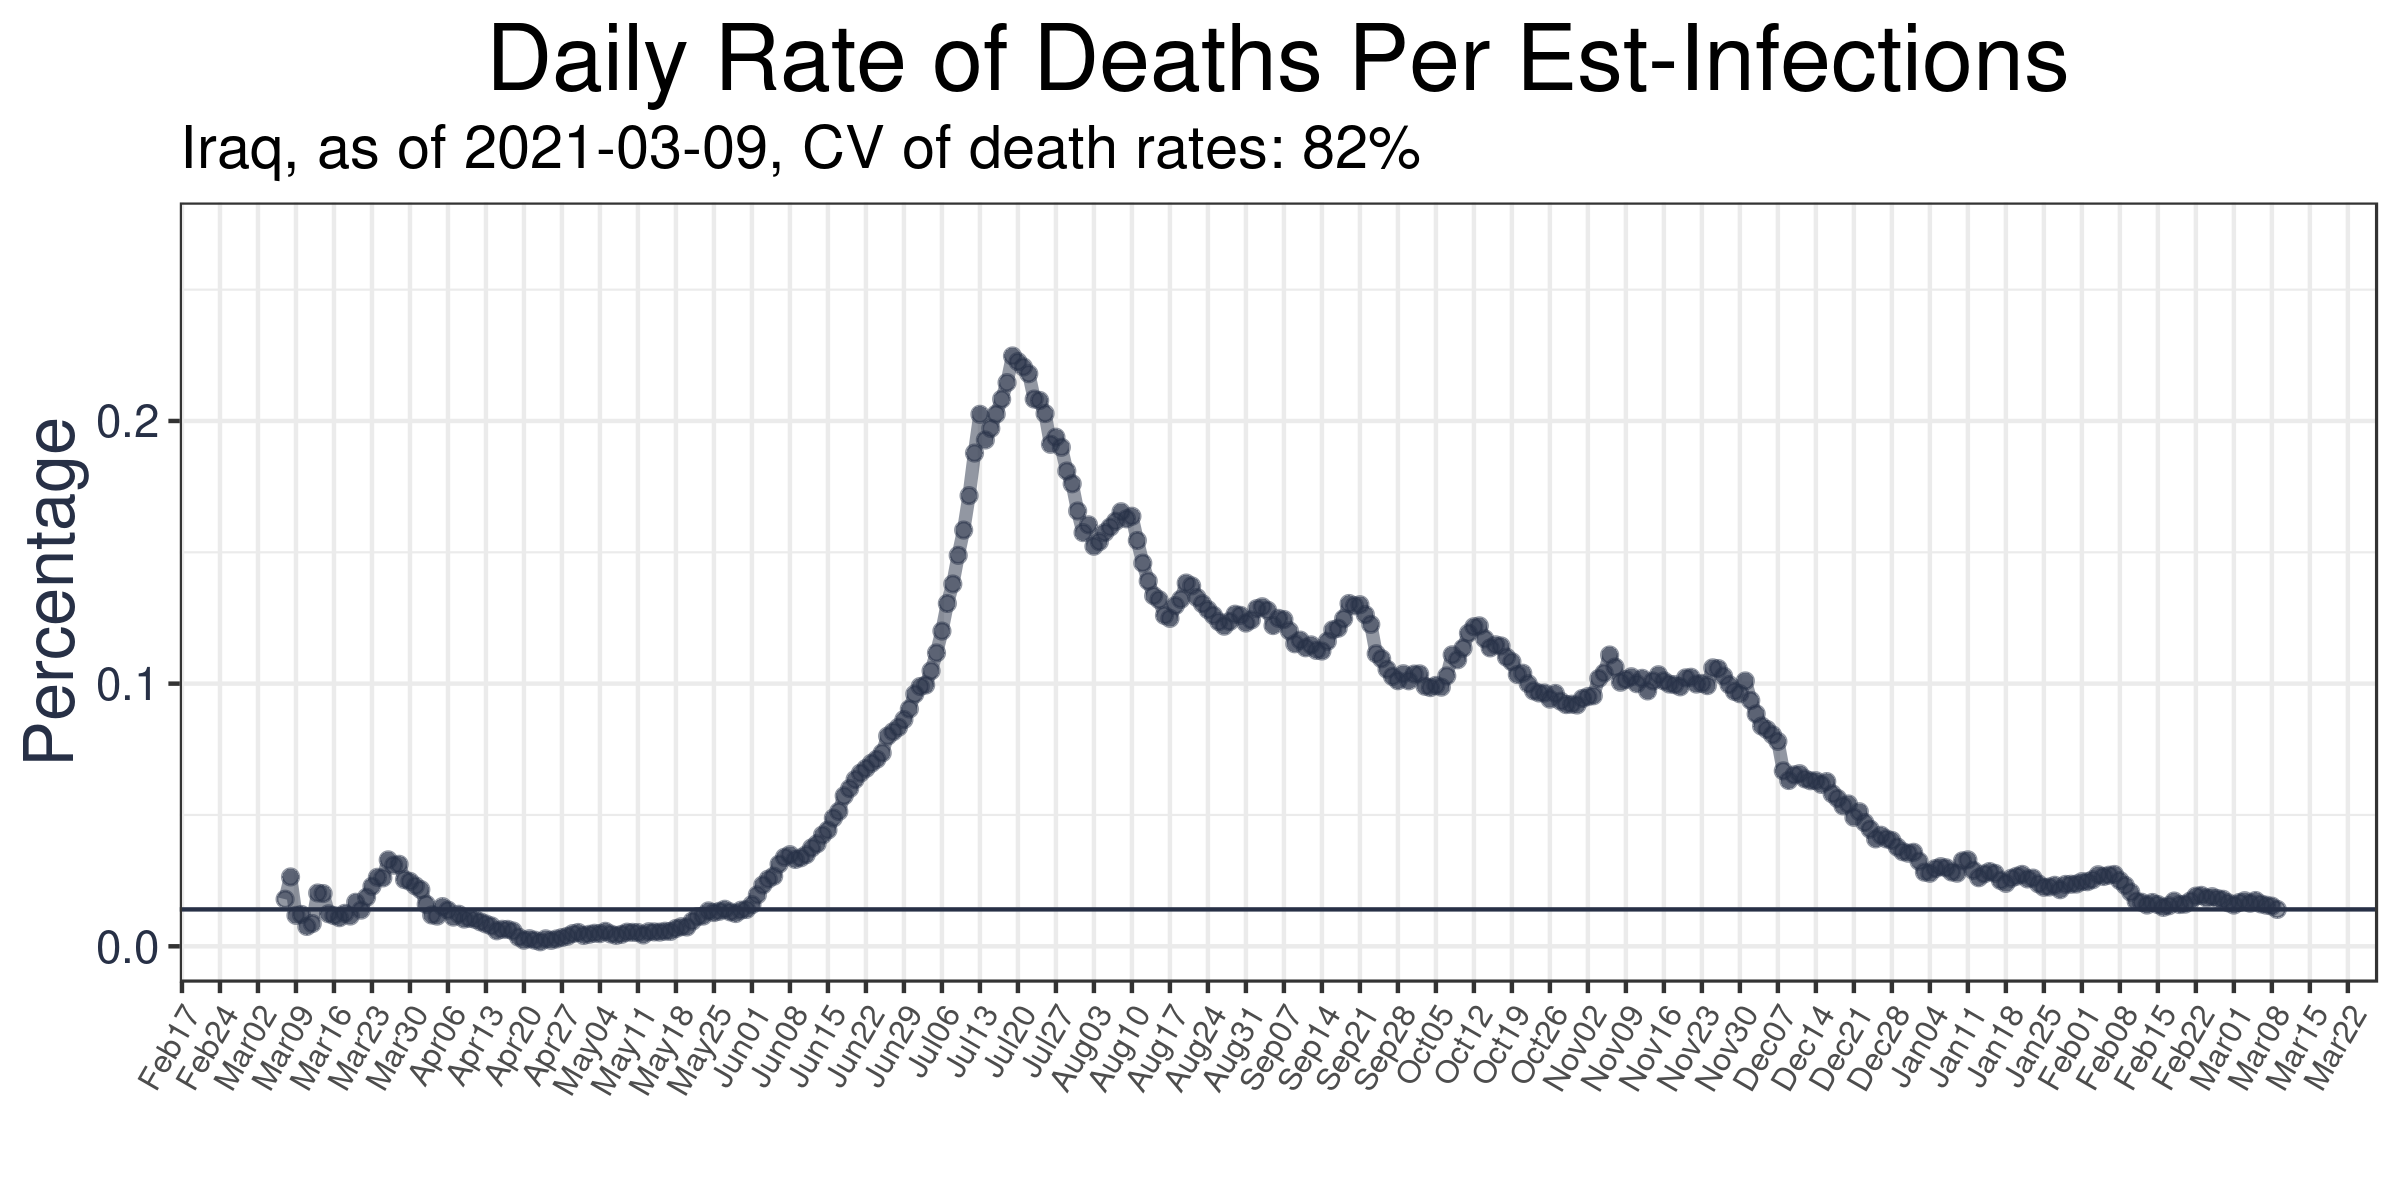 Daily Rate of Deaths Per Est-Infections
Iraq, as of 2021-03-09, CV of death rates: 82%
Percentage
0.2
0.1
0.0
Feb17 Feb24 Mar02 Mar09 Mar16 Mar23 Mar30 Apr06 Apr13 Apr20 Apr27 May04 May11 May18 May25 Jun01 Jun08 Jun15 Jun22 Jun29 Jul06 Jul13 Jul20 Jul27 Aug03 Aug10 Aug17 Aug24 Aug31 Sep07 Sep14 Sep21 Sep28 Oct05 Oct12 Oct19 Oct26 Nov02 Nov09 Nov16 Nov23 Nov30 Dec07 Dec14 Dec21 Dec28 Jan04 Jan11 Jan18 Jan25 Feb01 Feb08 Feb15 Feb22 Mar01 Mar08 Mar15 Mar22